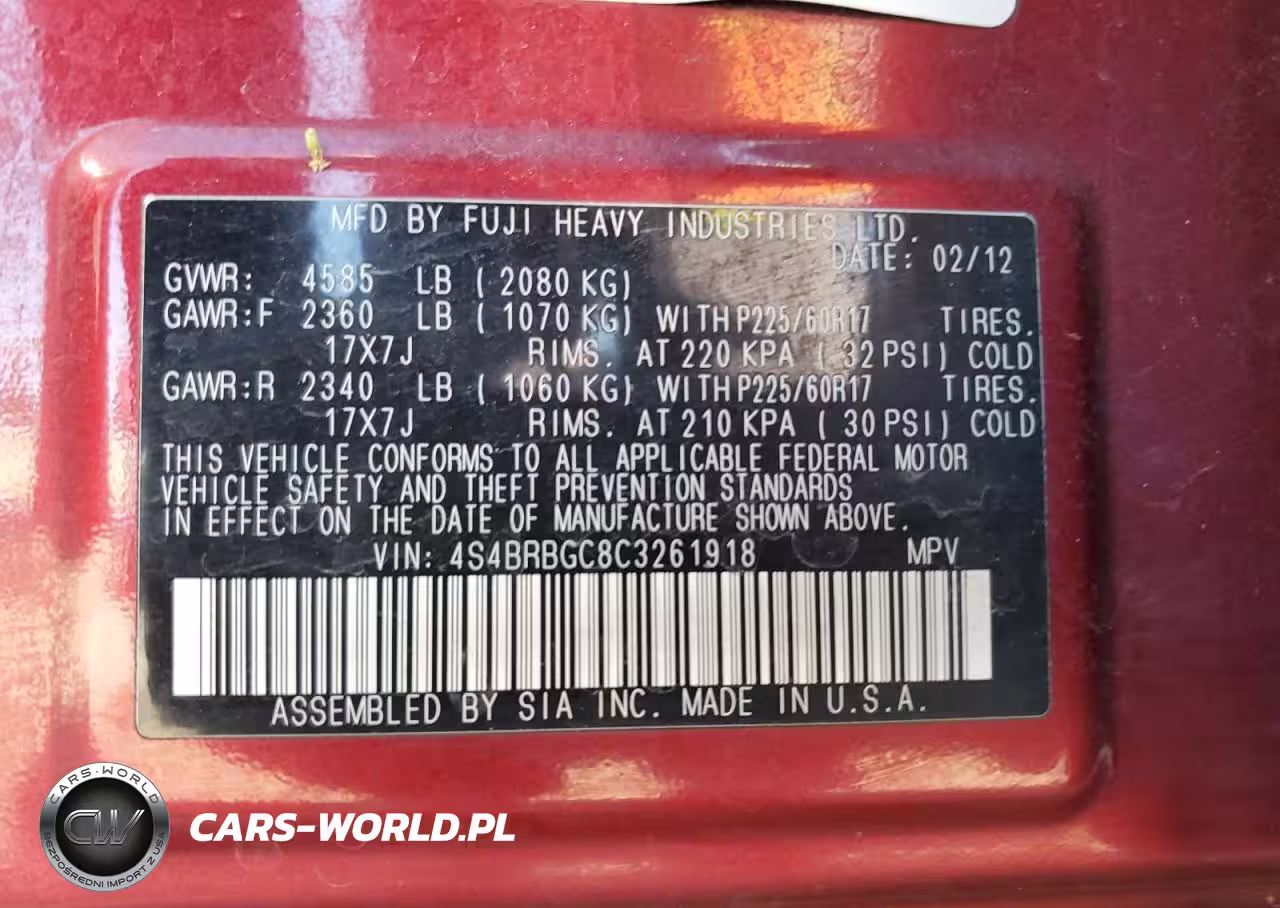 MFD BY FUJI HEAVY INDUSTRIES LTD.
DATE: 02/12
GVWR: 4585 LB ( 2080 KG)
GAWR:F 2360 LB ( 1070 KG) WITH P225/60R17 TIRES.
17X7J RIMS. AT 220 KPA ( 32 PSI) COLD
GAWR:R 2340 LB ( 1060 KG) WITH P225/60R17 TIRES.
17X7J RIMS. AT 210 KPA ( 30 PSI) COLD
THIS VEHICLE CONFORMS TO ALL APPLICABLE FEDERAL MOTOR
VEHICLE SAFETY AND THEFT PREVENTION STANDARDS
IN EFFECT ON THE DATE OF MANUFACTURE SHOWN ABOVE.
VIN: 4S4BRBGC8C3261918 MPV
ASSEMBLED BY SIA INC. MADE IN U.S.A.
CARS-WORLD
CW
BEZPOŚREDNI IMPORT Z USA
CARS-WORLD.PL